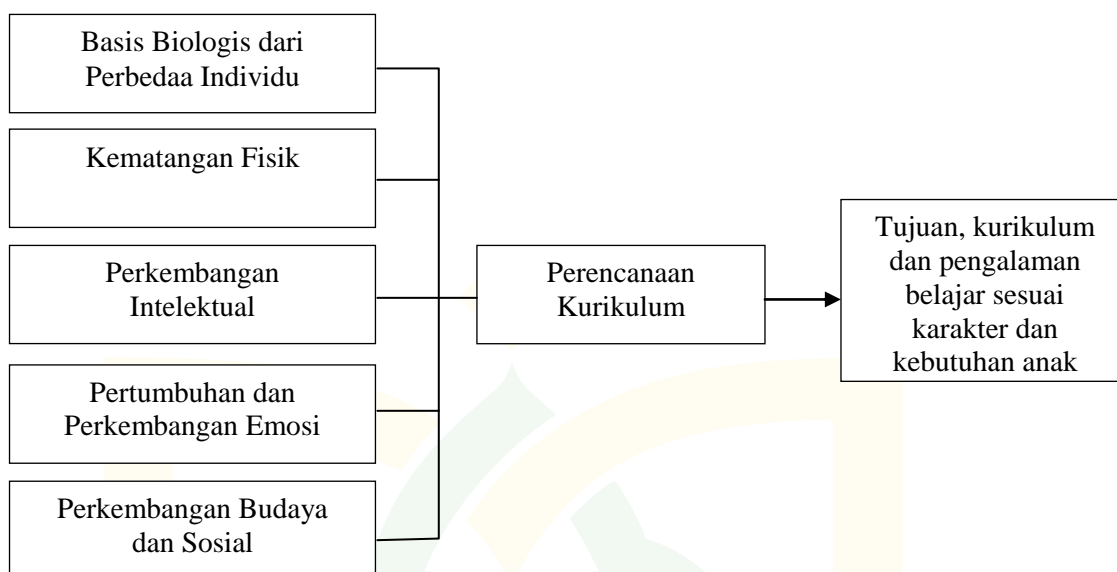 Basis Biologis dari
Perbedaa Individu
Kematangan Fisik
Perkembangan
Intelektual
Pertumbuhan dan
Perkembangan Emosi
Perkembangan Budaya
dan Sosial
Perencanaan
Kurikulum
Tujuan, kurikulum
dan pengalaman
belajar sesuai
karakter dan
kebutuhan anak